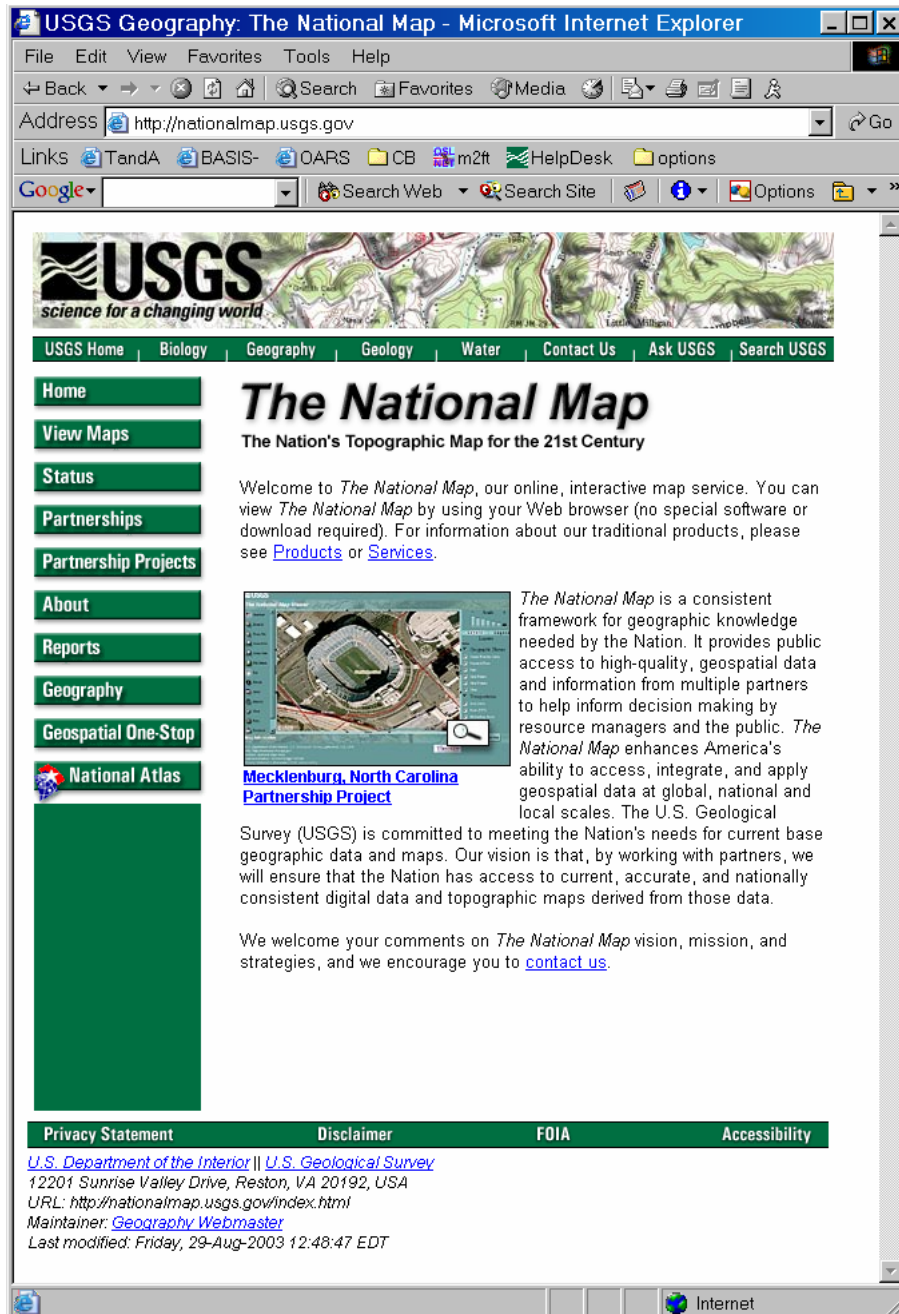 USGS Geography: The National Map - Microsoft Internet Explorer
File Edit View Favorites Tools Help
Back Search Favorites Media
Address http://nationalmap.usgs.gov Go
Links TandA BASIS- OARS CB m2ft HelpDesk options
Google Search Web Search Site Options »
USGS
science for a changing world
USGS Home Biology Geography Geology Water Contact Us Ask USGS Search USGS
Home
View Maps
Status
Partnerships
Partnership Projects
About
Reports
Geography
Geospatial One-Stop
National Atlas
The National Map
The Nation's Topographic Map for the 21st Century
Welcome to The National Map, our online, interactive map service. You can
view The National Map by using your Web browser (no special software or
download required). For information about our traditional products, please
see Products or Services.
Mecklenburg, North Carolina
Partnership Project
The National Map is a consistent
framework for geographic knowledge
needed by the Nation. It provides public
access to high-quality, geospatial data
and information from multiple partners
to help inform decision making by
resource managers and the public. The
National Map enhances America's
ability to access, integrate, and apply
geospatial data at global, national and
local scales. The U.S. Geological
Survey (USGS) is committed to meeting the Nation's needs for current base
geographic data and maps. Our vision is that, by working with partners, we
will ensure that the Nation has access to current, accurate, and nationally
consistent digital data and topographic maps derived from those data.
We welcome your comments on The National Map vision, mission, and
strategies, and we encourage you to contact us.
Privacy Statement Disclaimer FOIA Accessibility
U.S. Department of the Interior || U.S. Geological Survey
12201 Sunrise Valley Drive, Reston, VA 20192, USA
URL: http://nationalmap.usgs.gov/index.html
Maintainer: Geography Webmaster
Last modified: Friday, 29-Aug-2003 12:48:47 EDT
Internet